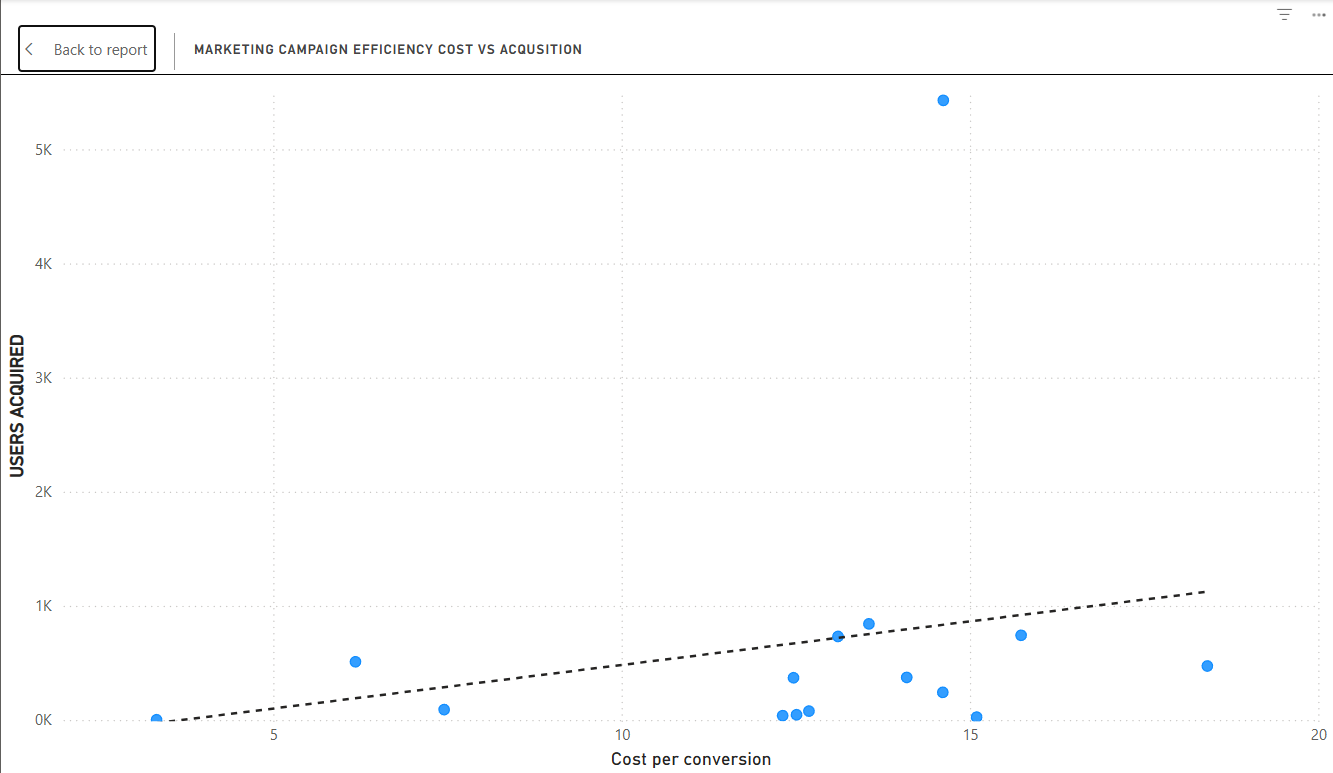 Back to report
MARKETING CAMPAIGN EFFICIENCY COST VS ACQUSITION
5K
4K
3K
2K
1K
0K
USERS ACQUIRED
5
10
15
20
Cost per conversion